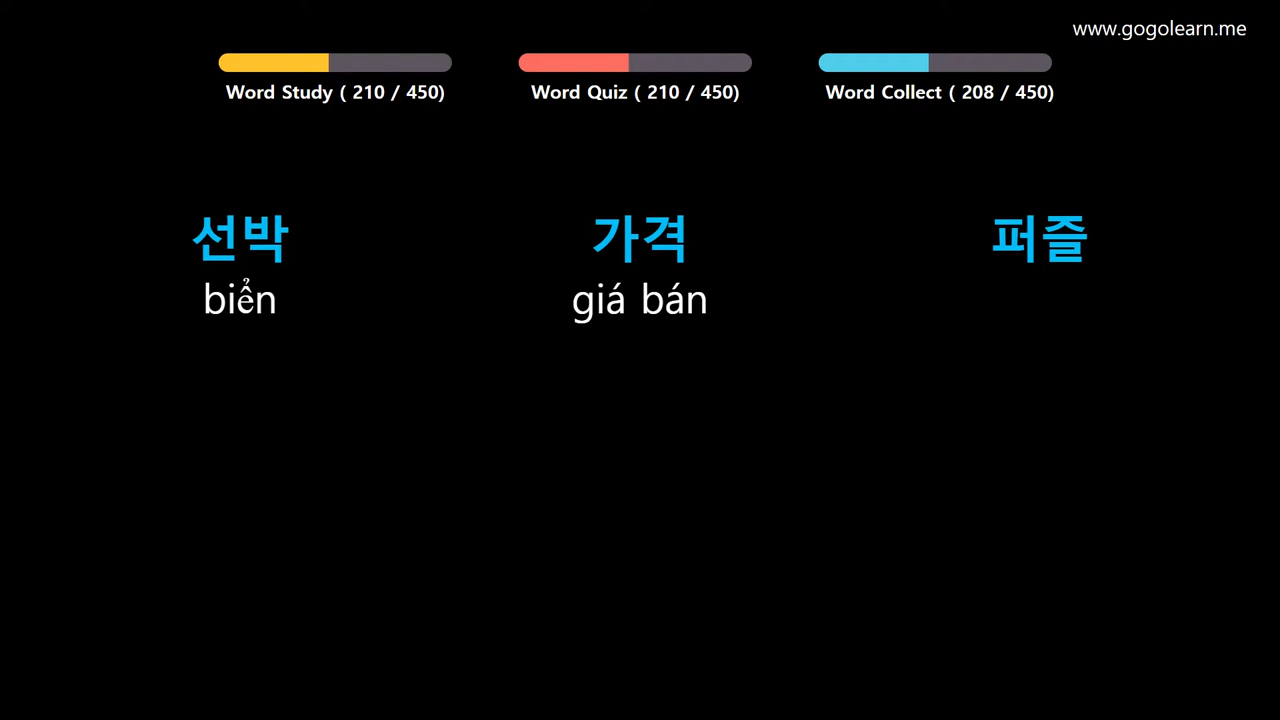 www.gogolearn.me
Word Study ( 210 / 450)
Word Quiz ( 210 / 450)
Word Collect ( 208 / 450)
선박
biển
가격
giá bán
퍼즐